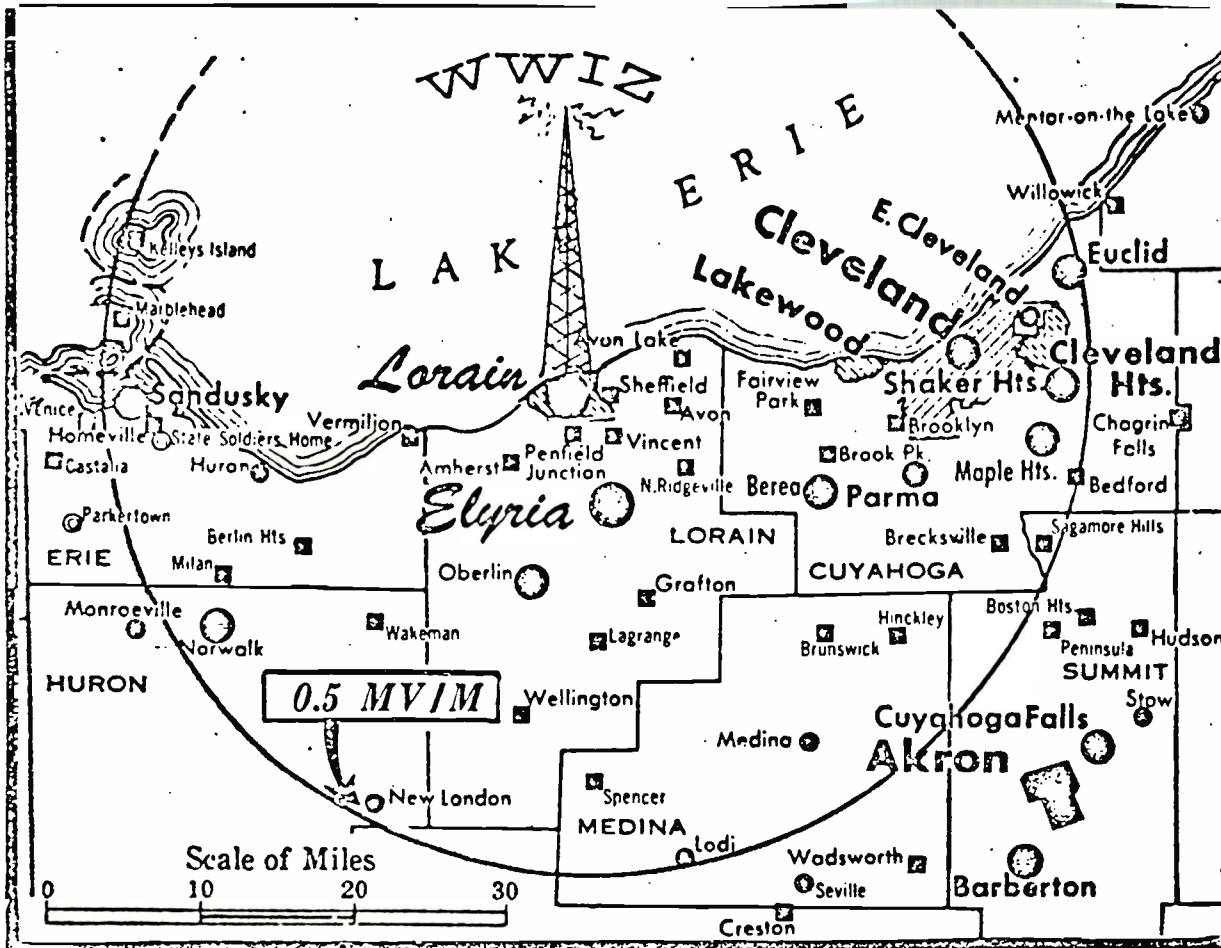 WWIZ
LAK ERIE
Mentor-on-the Lake
Willowick
E. Cleveland
Cleveland
Euclid
Kelleys Island
Lakewood
Marblehead
Avon Lake
Lorain
Sheffield
Fairview
Park
Shaker Hts.
Cleveland
Hts.
Sandusky
Venice
Vermilion
Avon
Brooklyn
Chagrin
Falls
Homeville
State Soldiers Home
Vincent
Castalia
Huron
Amherst
Penfield
Junction
N.Ridgeville
Brook Pk.
Maple Hts.
Bedford
Berea
Parma
Elyria
Parkertown
Berlin Hts
LORAIN
Brecksville
Sagamore Hills
ERIE
Milan
Oberlin
Grafton
CUYAHOGA
Monroeville
Norwalk
Wakeman
Lagrange
Brunswick
Hinckley
Boston Hts.
Peninsula
Hudson
HURON
SUMMIT
0.5 MV/M
Wellington
Stow
Medina
Cuyahoga Falls
Akron
New London
Spencer
MEDINA
Lodi
Wadsworth
Seville
Barberton
Creston
Scale of Miles
0 10 20 30